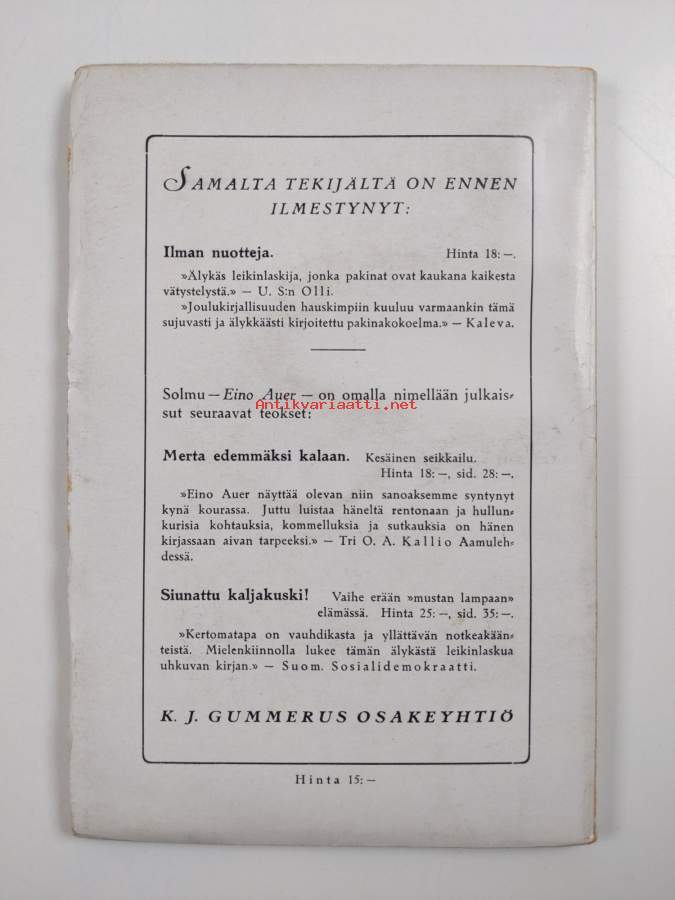 SAMALTA TEKIJÄLTÄ ON ENNEN
ILMESTYNYT:
Ilman nuotteja. Hinta 18:—.
»Älykäs leikinlaskija, jonka pakinat ovat kaukana kaikesta
vätystelystä.» — U. S:n Olli.
»Joulukirjallisuuden hauskimpiin kuuluu varmaankin tämä
sujuvasti ja älykkäästi kirjoitettu pakinakokoelma.» — Kaleva.
Solmu — Eino Auer — on omalla nimellään julkais-
sut seuraavat teokset:
Antikvariaatti.net
Merta edemmäksi kalaan. Kesäinen seikkailu.
Hinta 18:—, sid. 28:—.
»Eino Auer näyttää olevan niin sanoaksemme syntynyt
kynä kourassa. Juttu luistaa häneltä rentonaan ja hullun-
kurisia kohtauksia, kommelluksia ja sutkauksia on hänen
kirjassaan aivan tarpeeksi.» — Tri O. A. Kallio Aamuleh-
dessä.
Siunattu kaljakuski! Vaihe erään »mustan lampaan»
elämässä. Hinta 25:—, sid. 35:—.
»Kertomatapa on vauhdikasta ja yllättävän notkeakään-
teistä. Mielenkiinnolla lukee tämän älykästä leikinlaskua
uhkuvan kirjan.» — Suom. Sosialidemokraatti.
K. J. GUMMERUS OSAKEYHTIÖ
Hinta 15:—